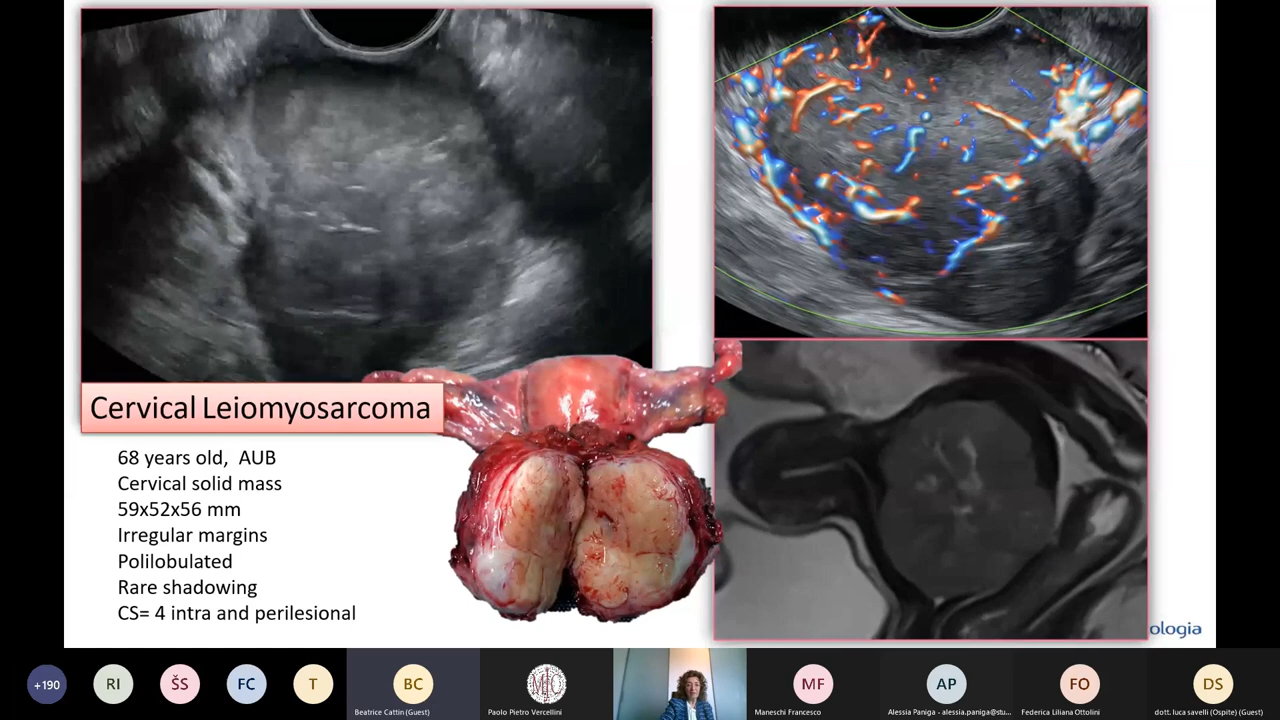 Cervical Leiomyosarcoma
68 years old, AUB
Cervical solid mass
59x52x56 mm
Irregular margins
Polilobulated
Rare shadowing
CS= 4 intra and perilesional
ologia
+190
RI
ŠS
FC
T
BC
Beatrice Cattin (Guest)
Paolo Pietro Vercellini
MF
Maneschi Francesco
AP
Alessia Paniga - alessia.paniga@stu...
FO
Federica Liliana Ottolini
DS
dott. luca savelli (Ospite) (Guest)